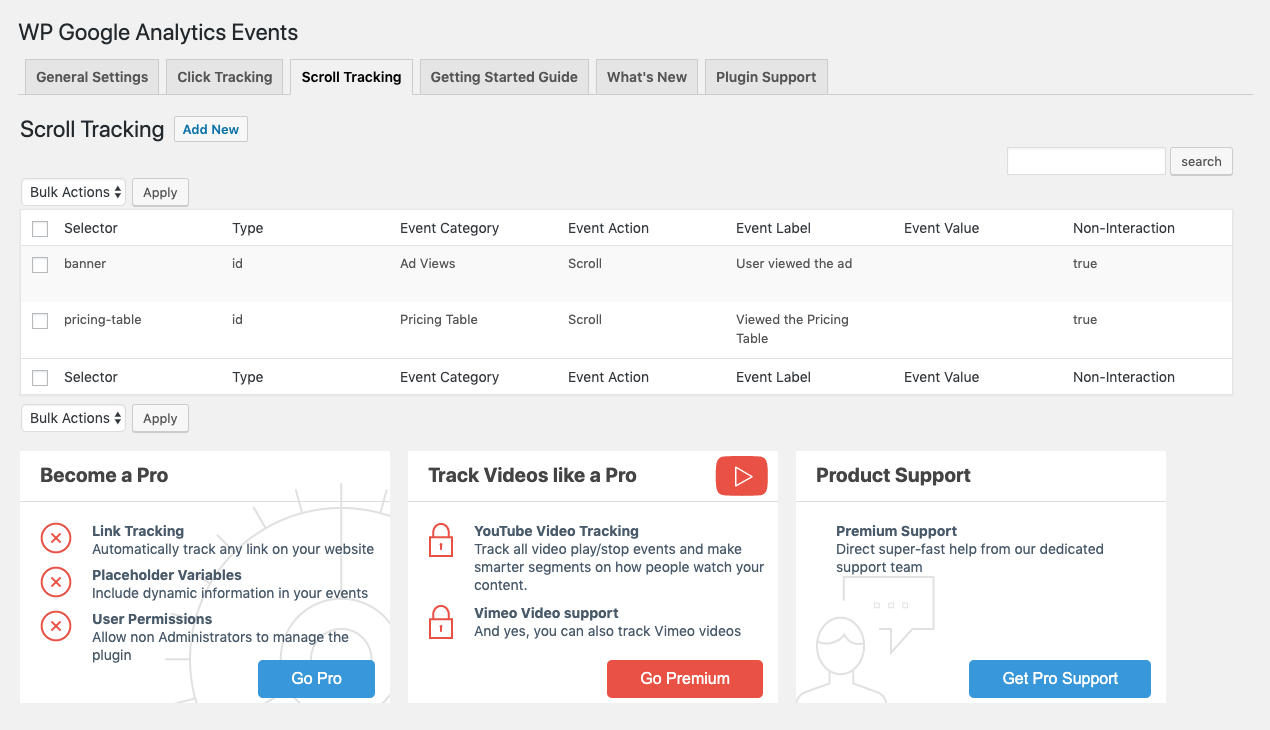 WP Google Analytics Events
General Settings Click Tracking Scroll Tracking Getting Started Guide What's New Plugin Support
Scroll Tracking Add New
search
Bulk Actions Apply
Selector Type Event Category Event Action Event Label Event Value Non-Interaction
banner id Ad Views Scroll User viewed the ad true
pricing-table id Pricing Table Scroll Viewed the Pricing true
Table
Selector Type Event Category Event Action Event Label Event Value Non-Interaction
Bulk Actions Apply
Become a Pro
Link Tracking
Automatically track any link on your website
Placeholder Variables
Include dynamic information in your events
User Permissions
Allow non Administrators to manage the
plugin
Go Pro
Track Videos like a Pro
YouTube Video Tracking
Track all video play/stop events and make
smarter segments on how people watch your
content.
Vimeo Video support
And yes, you can also track Vimeo videos
Go Premium
Product Support
Premium Support
Direct super-fast help from our dedicated
support team
Get Pro Support